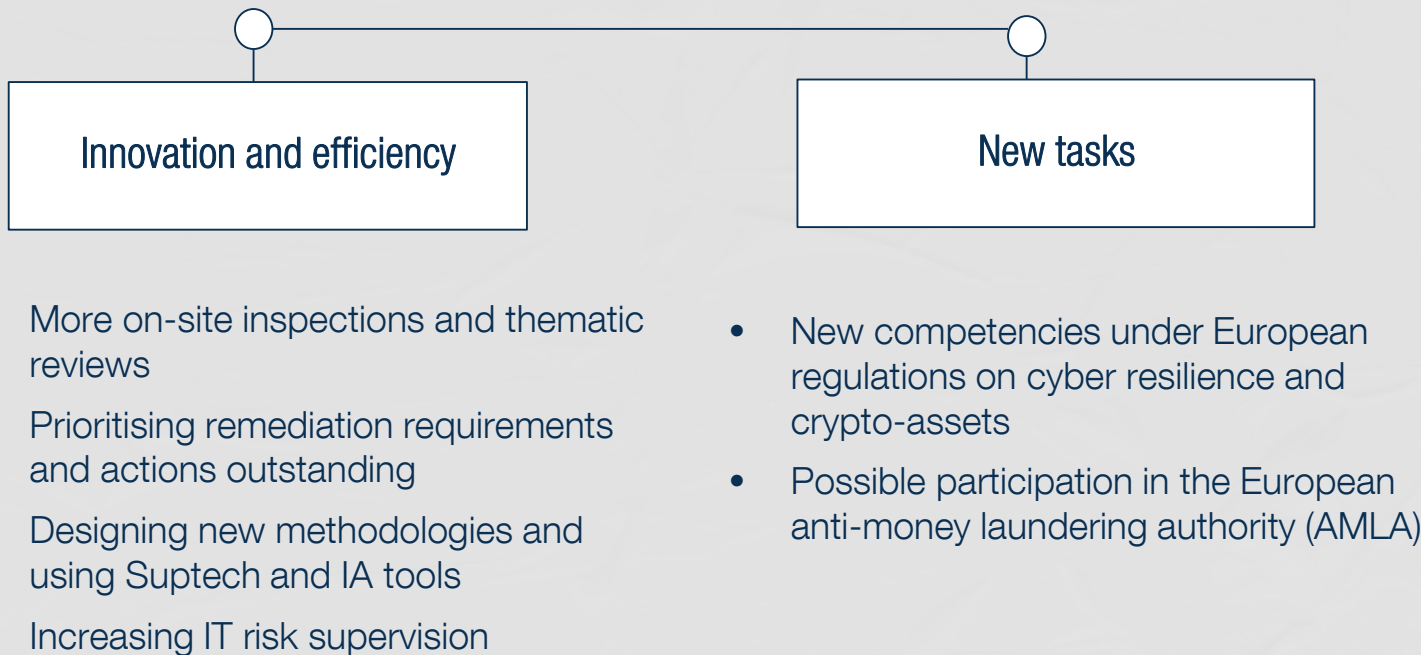 Innovation and efficiency
More on-site inspections and thematic
reviews
Prioritising remediation requirements
and actions outstanding
Designing new methodologies and
using Suptech and IA tools
Increasing IT risk supervision
New tasks
• New competencies under European
regulations on cyber resilience and
crypto-assets
• Possible participation in the European
anti-money laundering authority (AMLA)